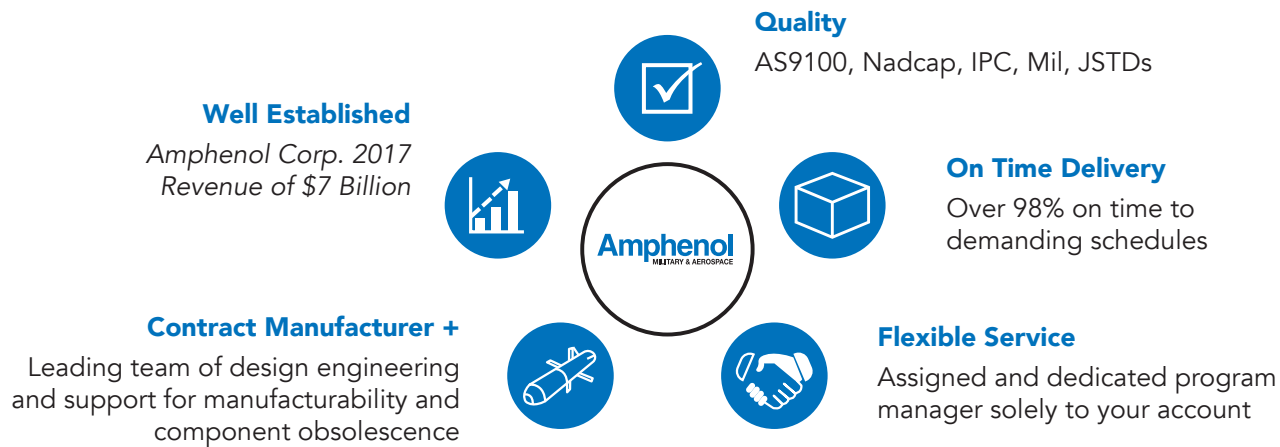 Quality
AS9100, Nadcap, IPC, Mil, JSTDs
Well Established
Amphenol Corp. 2017
Revenue of $7 Billion
On Time Delivery
Over 98% on time to
demanding schedules
Amphenol
MILITARY & AEROSPACE
Contract Manufacturer +
Leading team of design engineering
and support for manufacturability and
component obsolescence
Flexible Service
Assigned and dedicated program
manager solely to your account